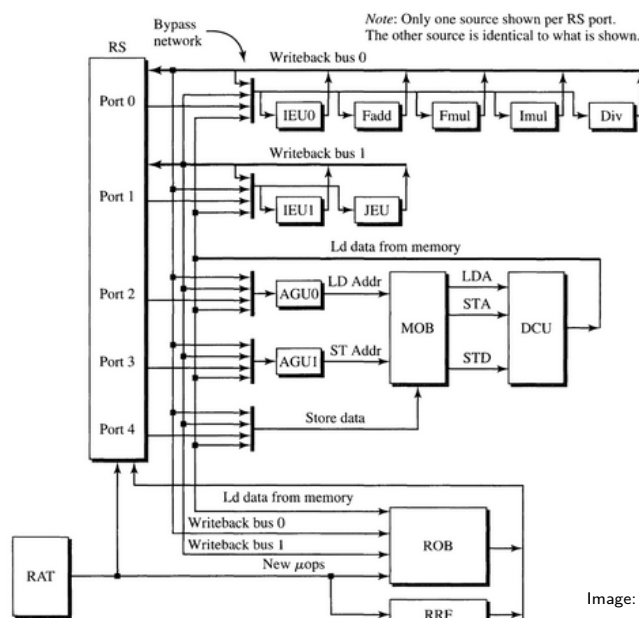 Note: Only one source shown per RS port.
The other source is identical to what is shown.
Bypass
network
RS
Writeback bus 0
Port 0
IEU0
Fadd
Fmul
Imul
Div
Writeback bus 1
Port 1
IEU1
JEU
Ld data from memory
Port 2
AGU0
LD Addr
LDA
STA
MOB
DCU
Port 3
AGU1
ST Addr
STD
Port 4
Store data
Ld data from memory
Writeback bus 0
Writeback bus 1
ROB
New μops
RAT
RRF
Image: